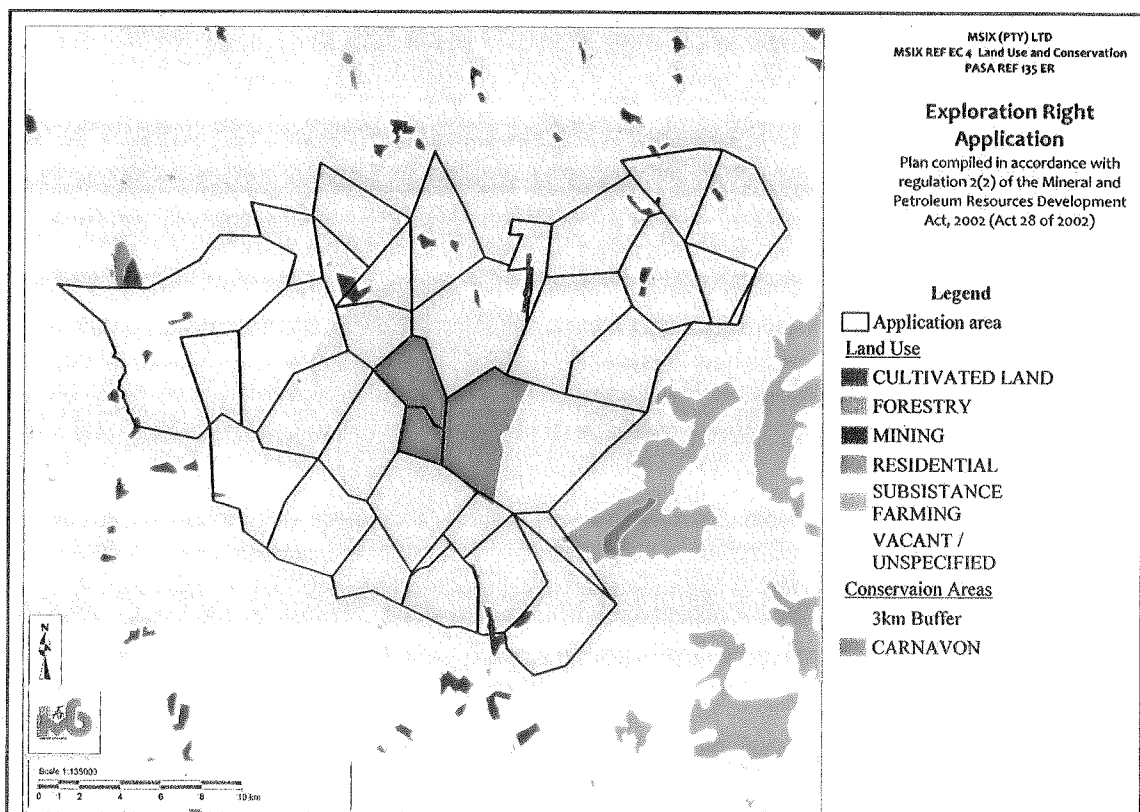 MSIX (PTY) LTD
MSIX REF EC 4 Land Use and Conservation
PASA REF 135 ER
Exploration Right
Application
Plan compiled in accordance with
regulation 2(2) of the Mineral and
Petroleum Resources Development
Act, 2002 (Act 28 of 2002)
Legend
Application area
Land Use
CULTIVATED LAND
FORESTRY
MINING
RESIDENTIAL
SUBSISTANCE
FARMING
VACANT /
UNSPECIFIED
Conservaion Areas
3km Buffer
CARNAVON
N
Scale 1:135000
0 1 2 4 6 8 10 km